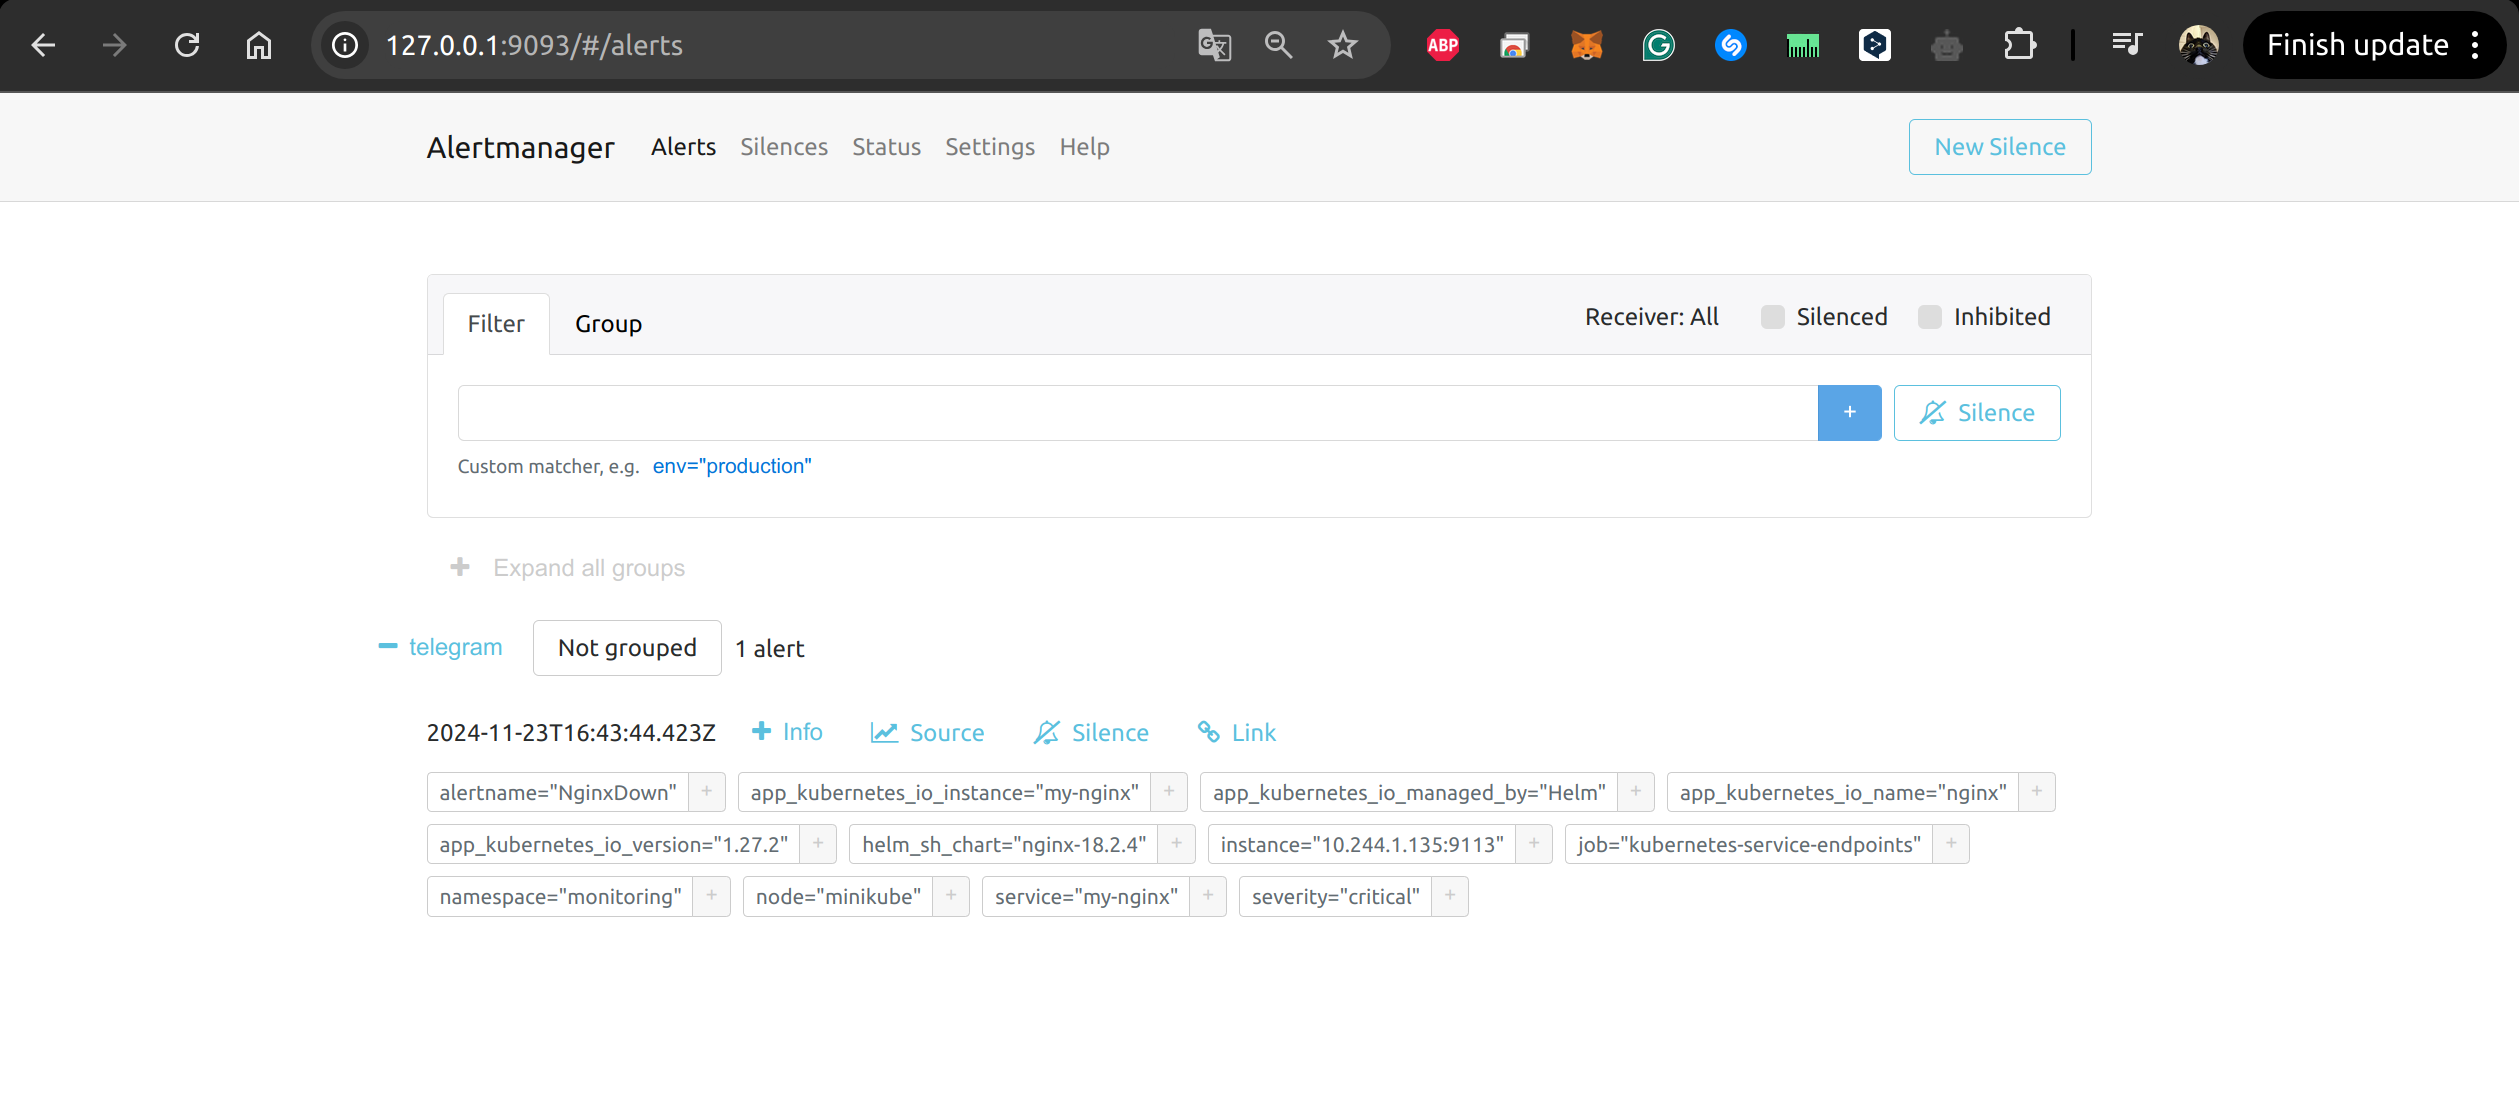 127.0.0.1:9093/#/alerts ABP Finish update
Alertmanager Alerts Silences Status Settings Help New Silence
Filter Group Receiver: All Silenced Inhibited
+ Silence
Custom matcher, e.g. env="production"
+ Expand all groups
− telegram Not grouped 1 alert
2024-11-23T16:43:44.423Z + Info Source Silence Link
alertname="NginxDown" + app_kubernetes_io_instance="my-nginx" + app_kubernetes_io_managed_by="Helm" + app_kubernetes_io_name="nginx" +
app_kubernetes_io_version="1.27.2" + helm_sh_chart="nginx-18.2.4" + instance="10.244.1.135:9113" + job="kubernetes-service-endpoints" +
namespace="monitoring" + node="minikube" + service="my-nginx" + severity="critical" +